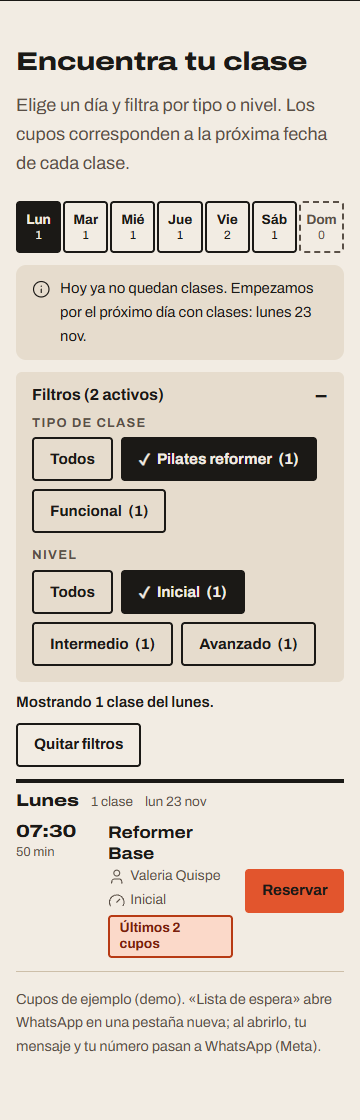 Encuentra tu clase
Elige un día y filtra por tipo o nivel. Los
cupos corresponden a la próxima fecha
de cada clase.
Lun Mar Mié Jue Vie Sáb Dom
1 1 1 1 2 1 0
Hoy ya no quedan clases. Empezamos
por el próximo día con clases: lunes 23
nov.
Filtros (2 activos) −
TIPO DE CLASE
Todos ✓ Pilates reformer (1)
Funcional (1)
NIVEL
Todos ✓ Inicial (1)
Intermedio (1) Avanzado (1)
Mostrando 1 clase del lunes.
Quitar filtros
Lunes 1 clase lun 23 nov
07:30
50 min
Reformer
Base
Valeria Quispe
Inicial
Últimos 2
cupos
Reservar
Cupos de ejemplo (demo). «Lista de espera» abre
WhatsApp en una pestaña nueva; al abrirlo, tu
mensaje y tu número pasan a WhatsApp (Meta).